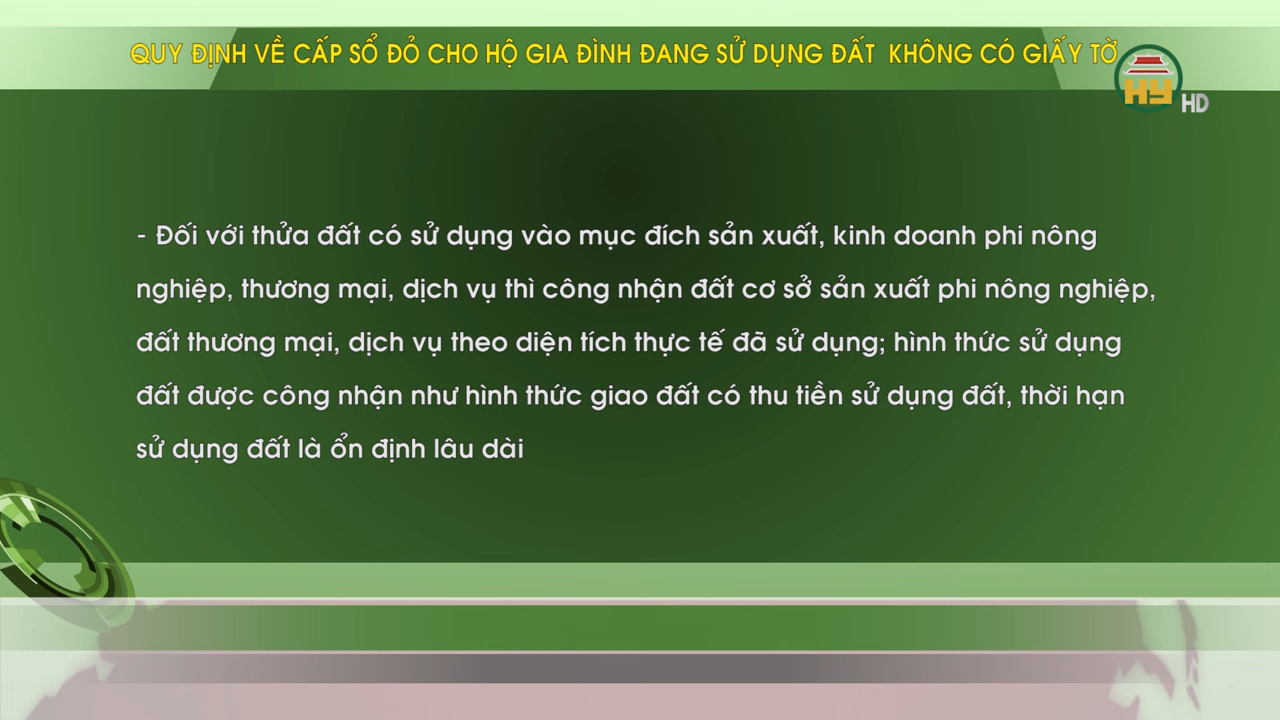 QUY ĐỊNH VỀ CẤP SỔ ĐỎ CHO HỘ GIA ĐÌNH ĐANG SỬ DỤNG ĐẤT KHÔNG CÓ GIẤY TỜ
HY HD
- Đối với thửa đất có sử dụng vào mục đích sản xuất, kinh doanh phi nông
nghiệp, thương mại, dịch vụ thì công nhận đất cơ sở sản xuất phi nông nghiệp,
đất thương mại, dịch vụ theo diện tích thực tế đã sử dụng; hình thức sử dụng
đất được công nhận như hình thức giao đất có thu tiền sử dụng đất, thời hạn
sử dụng đất là ổn định lâu dài